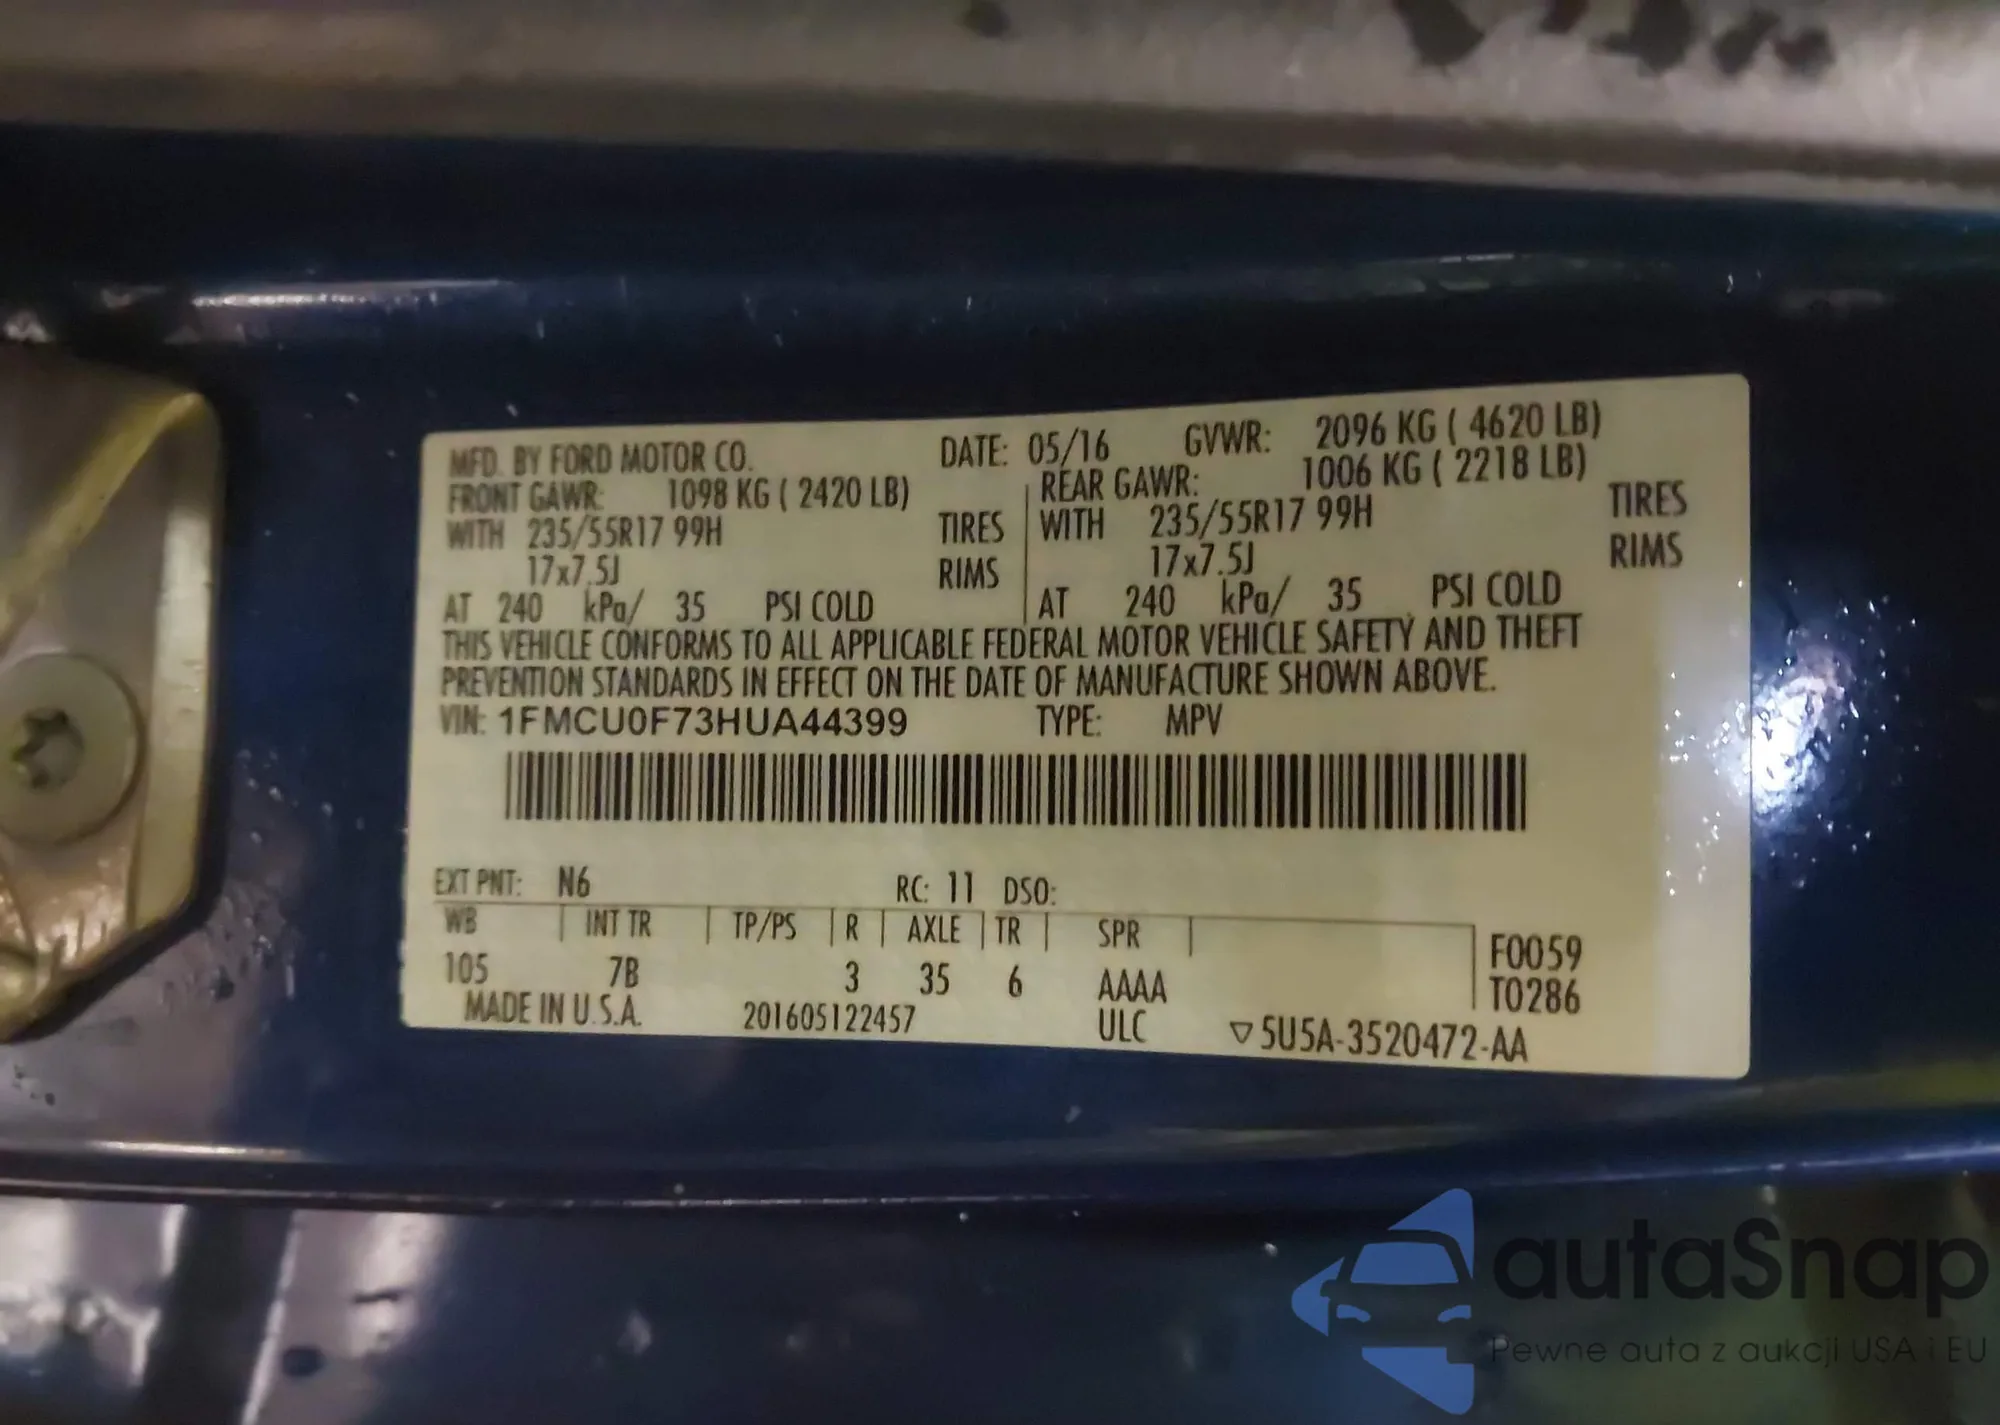 MFD. BY FORD MOTOR CO. DATE: 05/16 GVWR: 2096 KG ( 4620 LB)
FRONT GAWR: 1098 KG ( 2420 LB) REAR GAWR: 1006 KG ( 2218 LB)
WITH 235/55R17 99H TIRES WITH 235/55R17 99H TIRES
17x7.5J RIMS 17x7.5J RIMS
AT 240 kPa/ 35 PSI COLD AT 240 kPa/ 35 PSI COLD
THIS VEHICLE CONFORMS TO ALL APPLICABLE FEDERAL MOTOR VEHICLE SAFETY AND THEFT
PREVENTION STANDARDS IN EFFECT ON THE DATE OF MANUFACTURE SHOWN ABOVE.
VIN: 1FMCU0F73HUA44399 TYPE: MPV
EXT PNT: N6 RC: 11 DSO:
WB INT TR TP/PS R AXLE TR SPR
F0059
105 7B 3 35 6 AAAA T0286
MADE IN U.S.A. 201605122457 ULC ▽5U5A-3520472-AA
autaSnap
Pewne auta z aukcji USA i EU